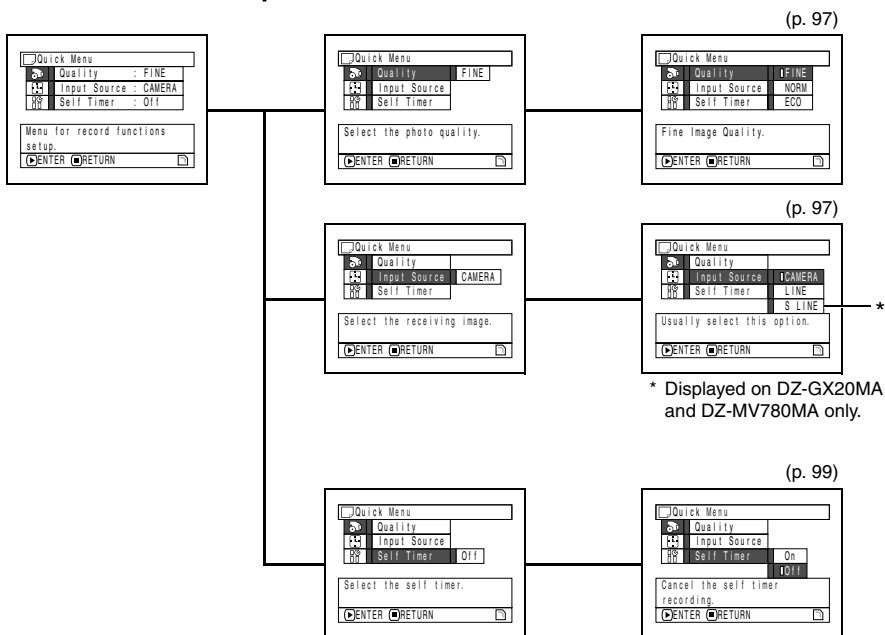 (p. 97)
Quick Menu
Quality : FINE
Input Source : CAMERA
Self Timer : Off
Menu for record functions
setup.
ENTER RETURN
Quick Menu
Quality FINE
Input Source
Self Timer
Select the photo quality.
ENTER RETURN
Quick Menu
Quality FINE
Input Source NORM
Self Timer ECO
Fine Image Quality.
ENTER RETURN
(p. 97)
Quick Menu
Quality
Input Source CAMERA
Self Timer
Select the receiving image.
ENTER RETURN
Quick Menu
Quality
Input Source CAMERA
Self Timer LINE
S LINE
*
Usually select this option.
ENTER RETURN
* Displayed on DZ-GX20MA
and DZ-MV780MA only.
(p. 99)
Quick Menu
Quality
Input Source
Self Timer Off
Select the self timer.
ENTER RETURN
Quick Menu
Quality
Input Source
Self Timer On
Off
Cancel the self timer
recording.
ENTER RETURN